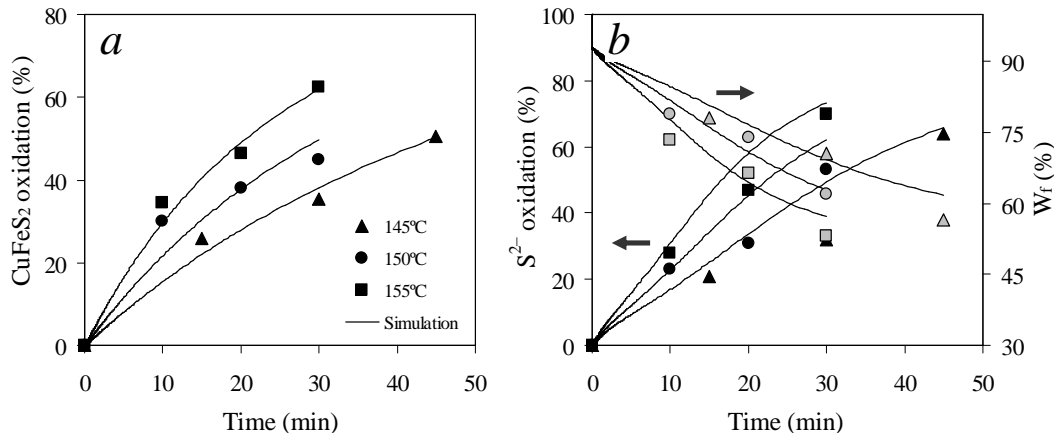 a
80
60
40
20
0
CuFeS2 oxidation (%)
145ºC
150ºC
155ºC
Simulation
0 10 20 30 40 50
Time (min)
b
100
80
60
40
20
0
S2− oxidation (%)
90
75
60
45
30
Wf (%)
0 10 20 30 40 50
Time (min)